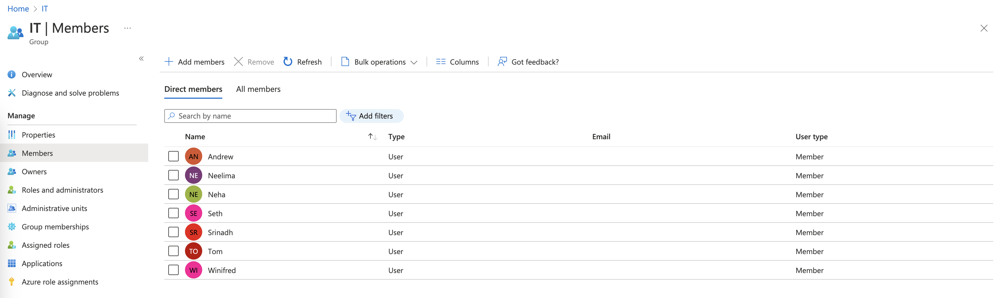 Home > IT
IT | Members ...
Group
«
Add members Remove Refresh Bulk operations Columns Got feedback?
Overview
Diagnose and solve problems
Manage
Properties
Members
Owners
Roles and administrators
Administrative units
Group memberships
Assigned roles
Applications
Azure role assignments
Direct members All members
Search by name Add filters
Name Type Email User type
AN Andrew User Member
NE Neelima User Member
NE Neha User Member
SE Seth User Member
SR Srinadh User Member
TO Tom User Member
WI Winifred User Member